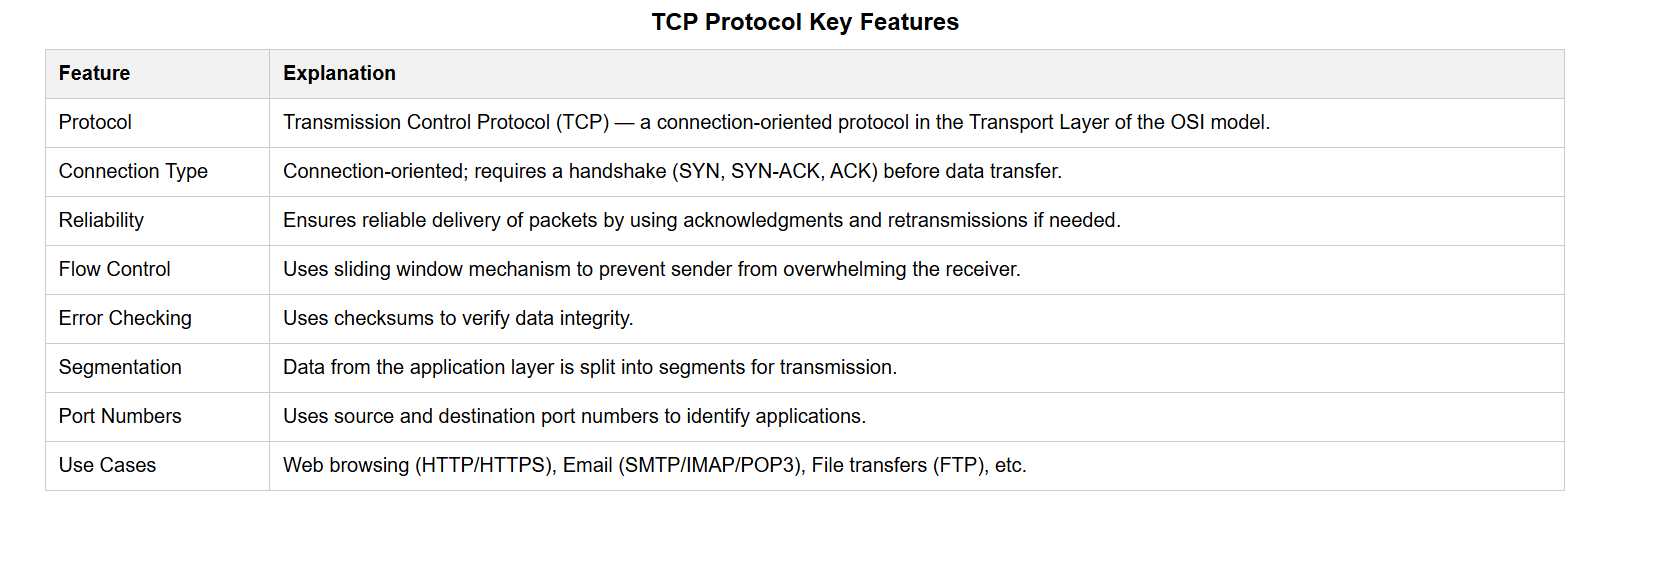 TCP Protocol Key Features
Feature Explanation
Protocol Transmission Control Protocol (TCP) — a connection-oriented protocol in the Transport Layer of the OSI model.
Connection Type Connection-oriented; requires a handshake (SYN, SYN-ACK, ACK) before data transfer.
Reliability Ensures reliable delivery of packets by using acknowledgments and retransmissions if needed.
Flow Control Uses sliding window mechanism to prevent sender from overwhelming the receiver.
Error Checking Uses checksums to verify data integrity.
Segmentation Data from the application layer is split into segments for transmission.
Port Numbers Uses source and destination port numbers to identify applications.
Use Cases Web browsing (HTTP/HTTPS), Email (SMTP/IMAP/POP3), File transfers (FTP), etc.